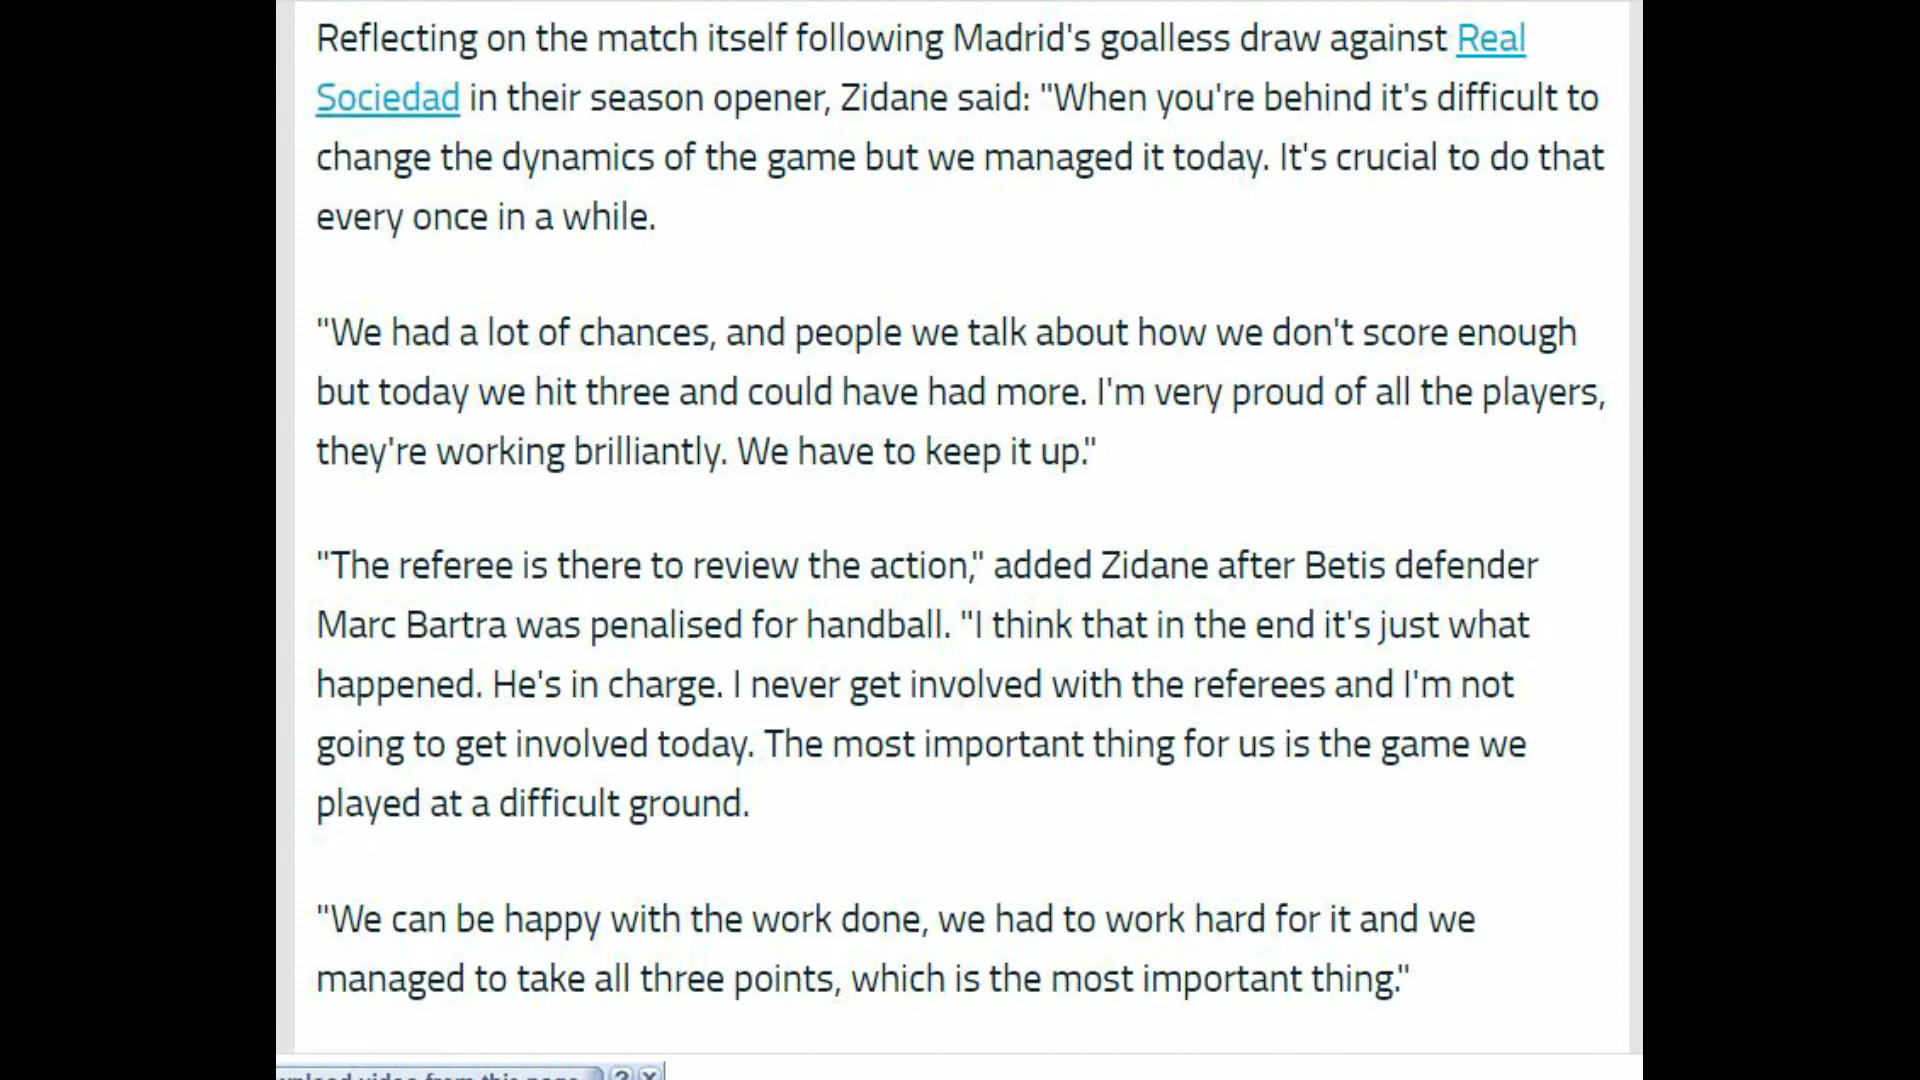 Reflecting on the match itself following Madrid's goalless draw against Real
Sociedad in their season opener, Zidane said: "When you're behind it's difficult to
change the dynamics of the game but we managed it today. It's crucial to do that
every once in a while.
"We had a lot of chances, and people we talk about how we don't score enough
but today we hit three and could have had more. I'm very proud of all the players,
they're working brilliantly. We have to keep it up."
"The referee is there to review the action," added Zidane after Betis defender
Marc Bartra was penalised for handball. "I think that in the end it's just what
happened. He's in charge. I never get involved with the referees and I'm not
going to get involved today. The most important thing for us is the game we
played at a difficult ground.
"We can be happy with the work done, we had to work hard for it and we
managed to take all three points, which is the most important thing."
video from this page ? X